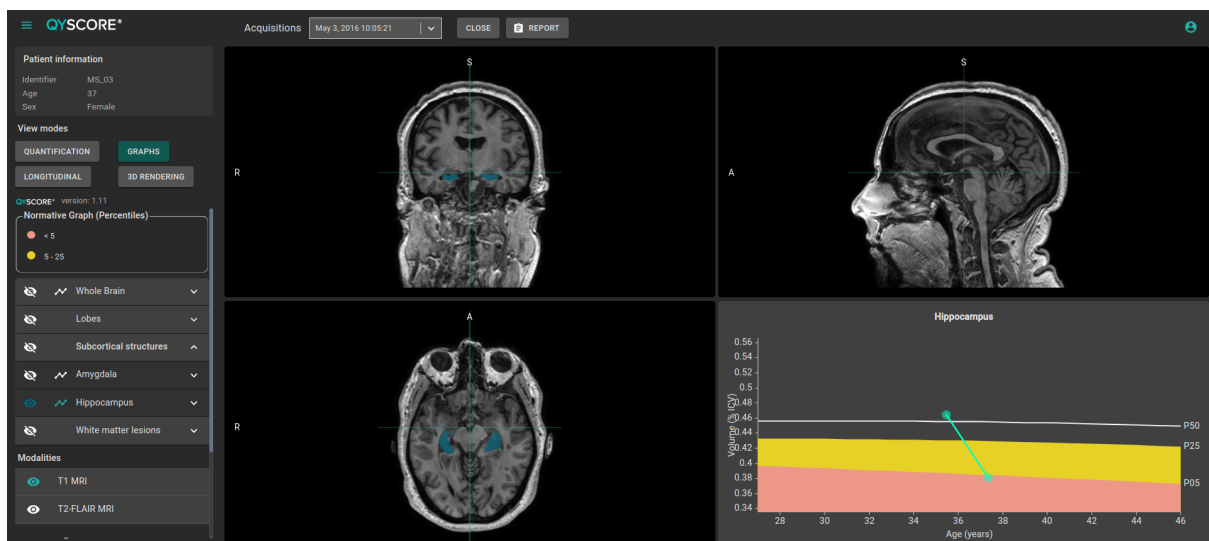 QYSCORE®
Acquisitions
May 3, 2016 10:05:21
CLOSE
REPORT
Patient information
Identifier MS_03
Age 37
Sex Female
View modes
QUANTIFICATION
GRAPHS
LONGITUDINAL
3D RENDERING
QYSCORE® version: 1.11
Normative Graph (Percentiles)
< 5
5 - 25
Whole Brain
Lobes
Subcortical structures
Amygdala
Hippocampus
White matter lesions
Modalities
T1 MRI
T2-FLAIR MRI
S
R
S
A
A
R
Hippocampus
Volume (% ICV)
0.56
0.54
0.52
0.5
0.48
0.46
0.44
0.42
0.4
0.38
0.36
0.34
P50
P25
P05
28 30 32 34 36 38 40 42 44 46
Age (years)